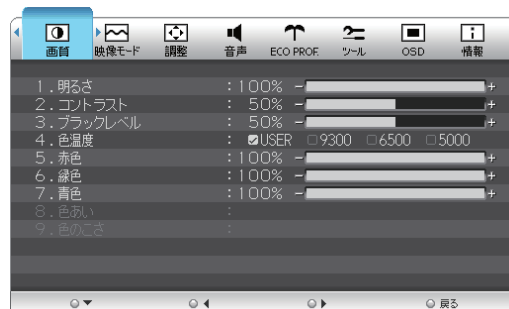 画質 映像モード 調整 音声 ECO PROF. ツール OSD 情報
1.明るさ :100% - +
2.コントラスト : 50% - +
3.ブラックレベル : 50% - +
4.色温度 : ☑USER □9300 □6500 □5000
5.赤色 :100% - +
6.緑色 :100% - +
7.青色 :100% - +
8.色あい :
9.色のこさ :
戻る